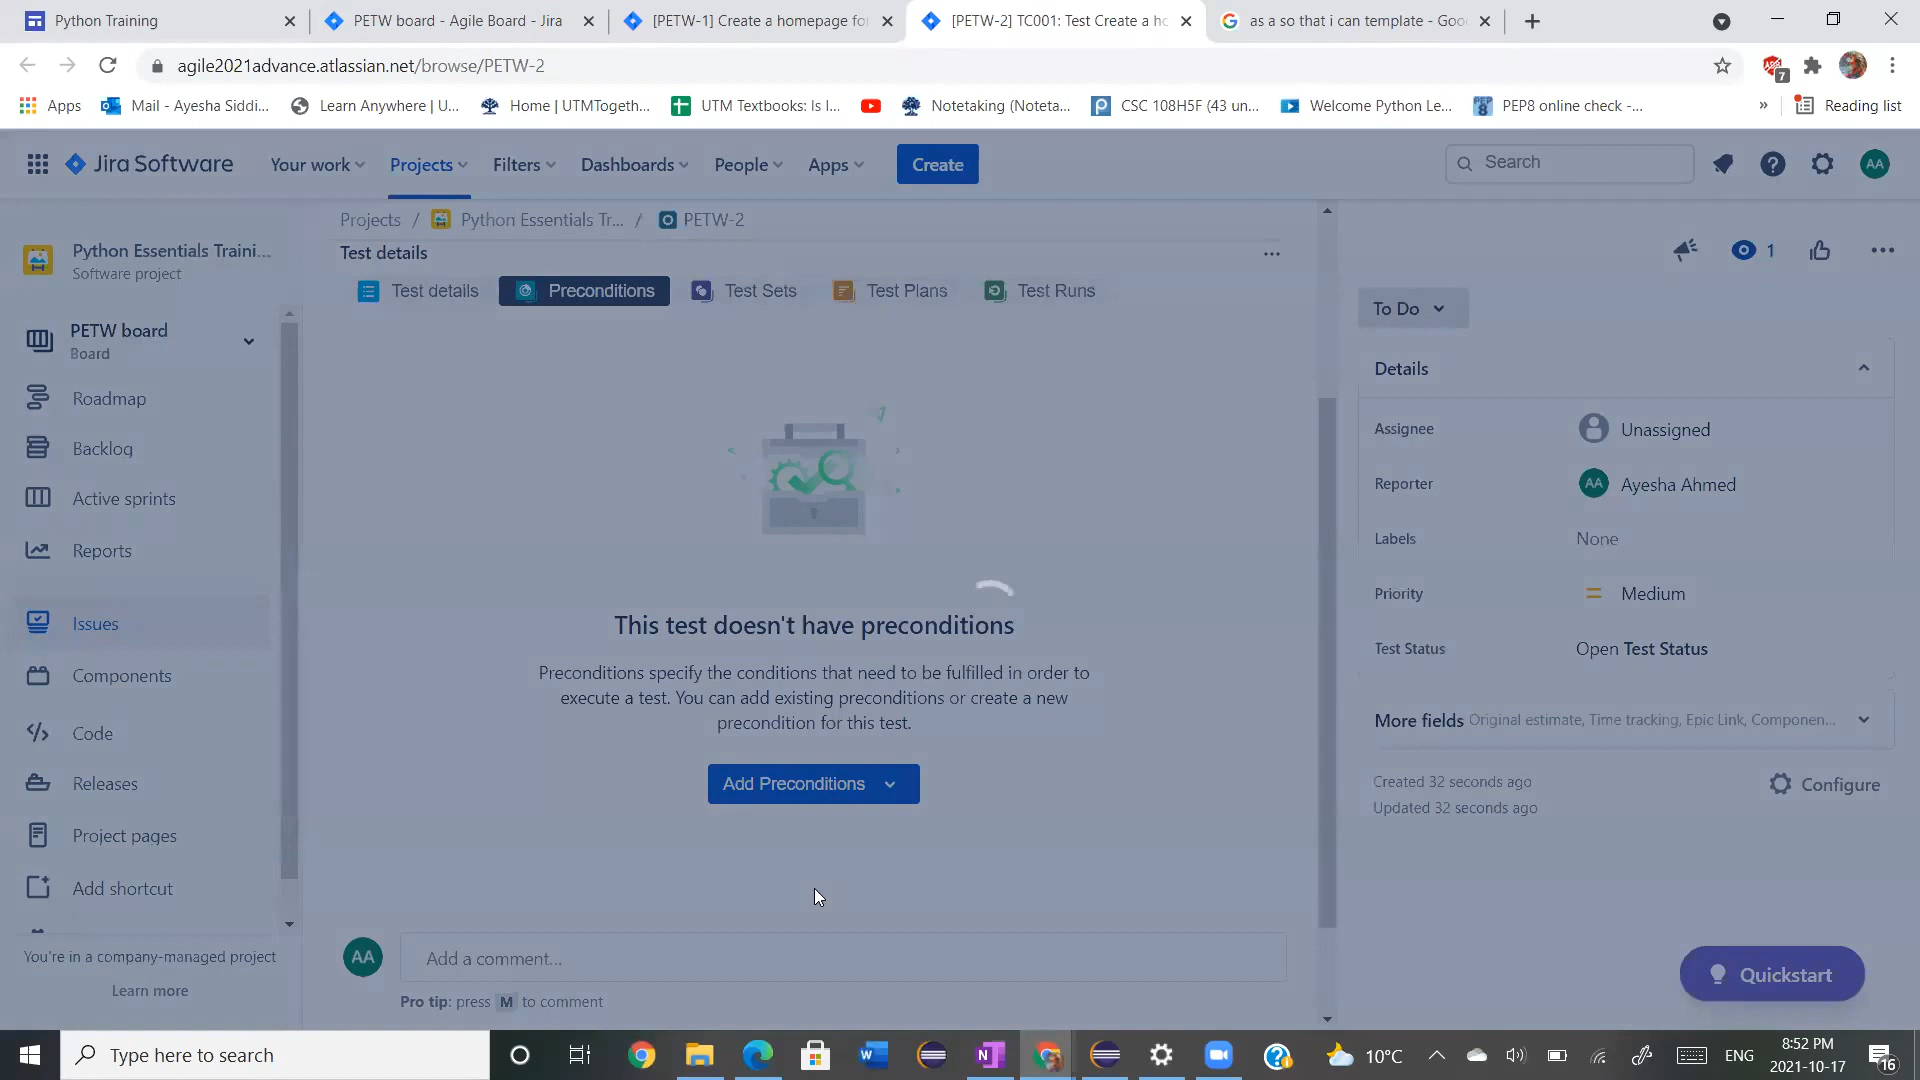 Python Training
PETW board - Agile Board - Jira
[PETW-1] Create a homepage fo
[PETW-2] TC001: Test Create a ho
as a so that i can template - Goo
agile2021advance.atlassian.net/browse/PETW-2
7
Apps
Mail - Ayesha Siddi...
Learn Anywhere | U...
Home | UTMTogeth...
UTM Textbooks: Is I...
Notetaking (Noteta...
CSC 108H5F (43 un...
Welcome Python Le...
PEP8 online check -...
»
Reading list
Jira Software
Your work
Projects
Filters
Dashboards
People
Apps
Create
Search
AA
Projects / Python Essentials Tr... / PETW-2
Python Essentials Traini...
Software project
PETW board
Board
Roadmap
Backlog
Active sprints
Reports
Issues
Components
Code
Releases
Project pages
Add shortcut
You're in a company-managed project
Learn more
Test details
Test details
Preconditions
Test Sets
Test Plans
Test Runs
This test doesn't have preconditions
Preconditions specify the conditions that need to be fulfilled in order to
execute a test. You can add existing preconditions or create a new
precondition for this test.
Add Preconditions
AA
Add a comment...
Pro tip: press M to comment
1
To Do
Details
Assignee
Unassigned
Reporter
AA
Ayesha Ahmed
Labels
None
Priority
Medium
Test Status
Open Test Status
More fields Original estimate, Time tracking, Epic Link, Componen...
Created 32 seconds ago
Updated 32 seconds ago
Configure
Quickstart
Type here to search
10°C
ENG
8:52 PM
2021-10-17
16